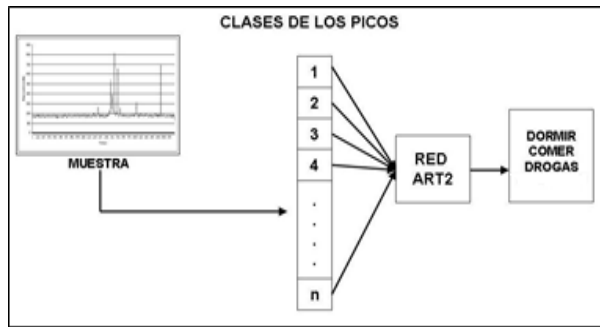 CLASES DE LOS PICOS
MUESTRA
1
2
3
4
.
.
.
.
n
RED
ART2
DORMIR
COMER
DROGAS